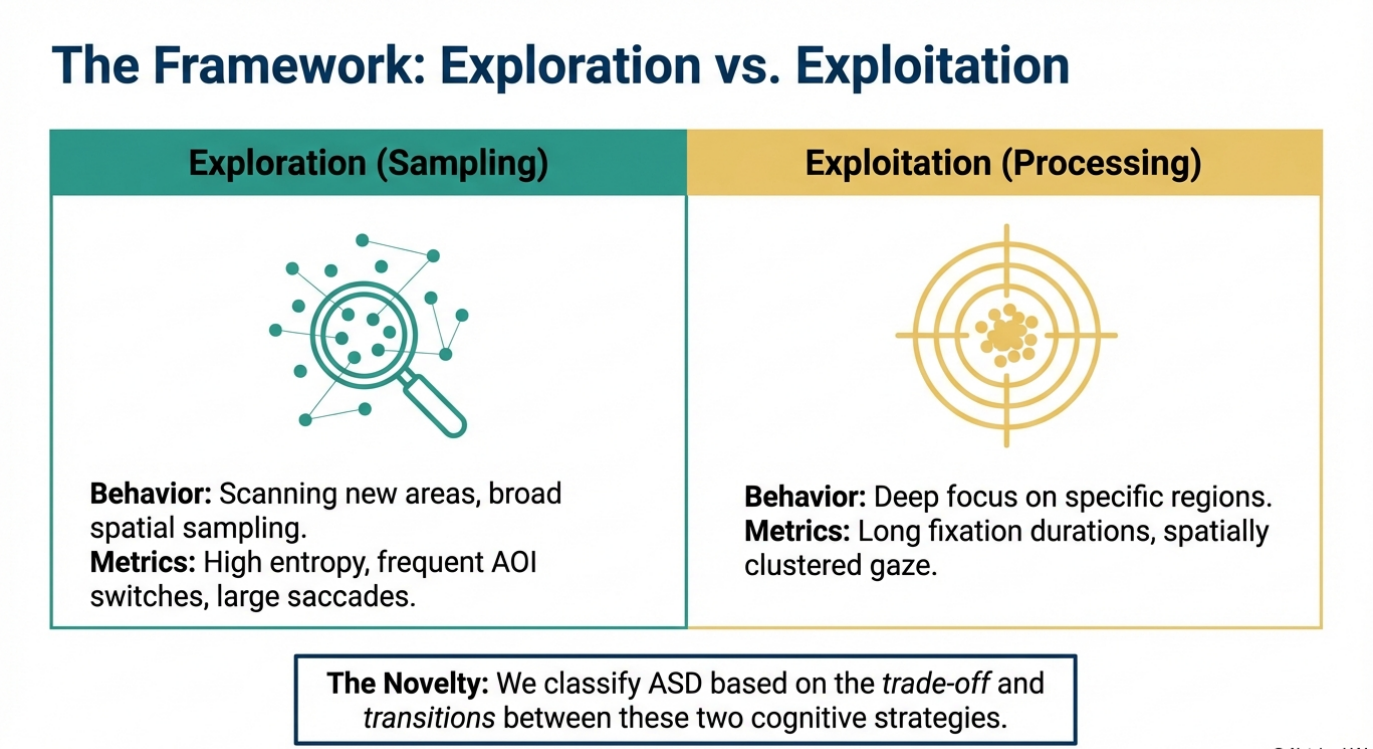 The Framework: Exploration vs. Exploitation
Exploration (Sampling)
Behavior: Scanning new areas, broad
spatial sampling.
Metrics: High entropy, frequent AOI
switches, large saccades.
Exploitation (Processing)
Behavior: Deep focus on specific regions.
Metrics: Long fixation durations, spatially
clustered gaze.
The Novelty: We classify ASD based on the trade-off and
transitions between these two cognitive strategies.